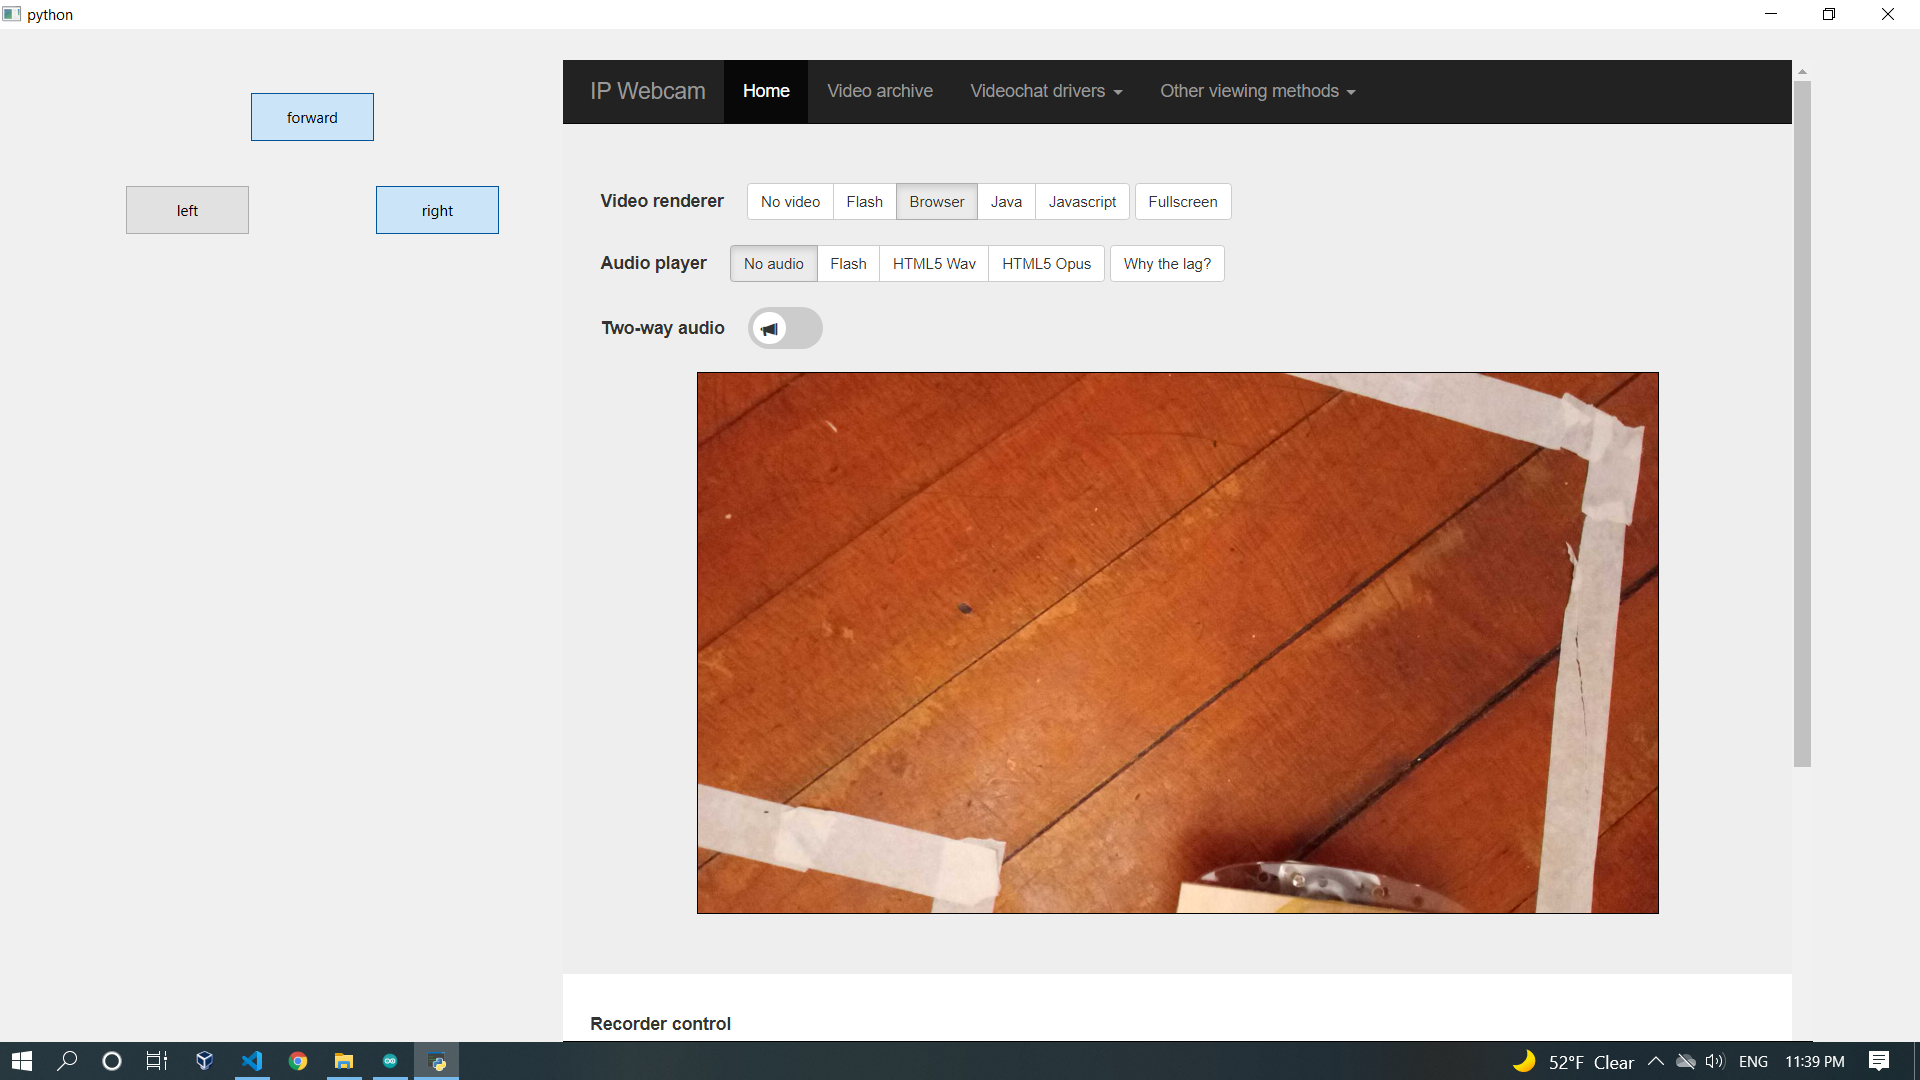 python
forward
left
right
IP Webcam Home Video archive Videochat drivers Other viewing methods
Video renderer No video Flash Browser Java Javascript Fullscreen
Audio player No audio Flash HTML5 Wav HTML5 Opus Why the lag?
Two-way audio
Recorder control
52°F Clear ENG 11:39 PM